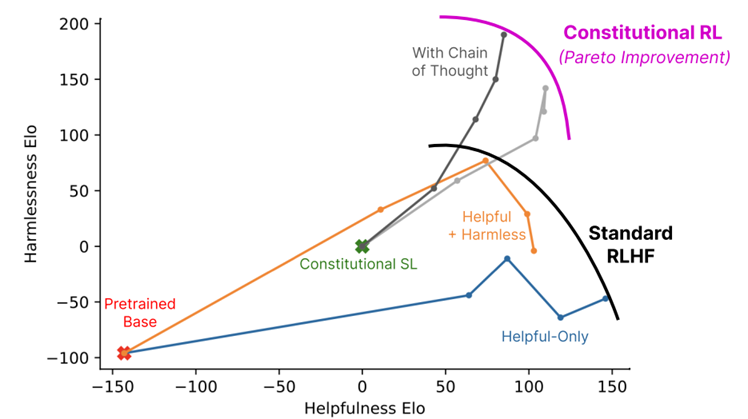 200
150
100
50
0
−50
−100
Harmlessness Elo
−150
−100
−50
0
50
100
150
Helpfulness Elo
With Chain
of Thought
Constitutional RL
(Pareto Improvement)
Helpful
+ Harmless
Standard
RLHF
Constitutional SL
Pretrained
Base
Helpful-Only